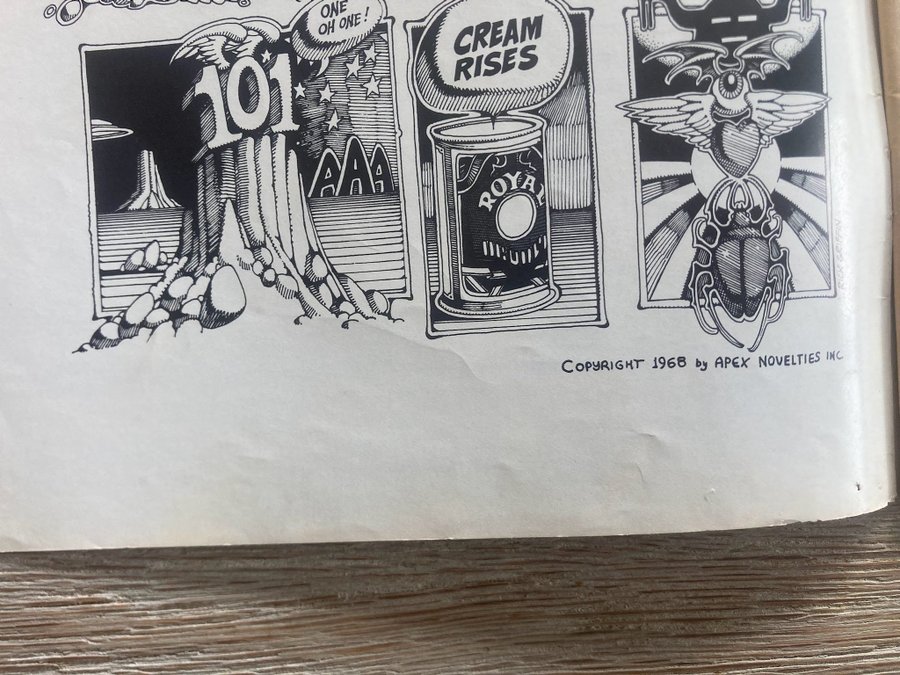 ONE
OH ONE!
101
AAA
CREAM
RISES
ROYAL
COPYRIGHT 1968 by APEX NOVELTIES INC